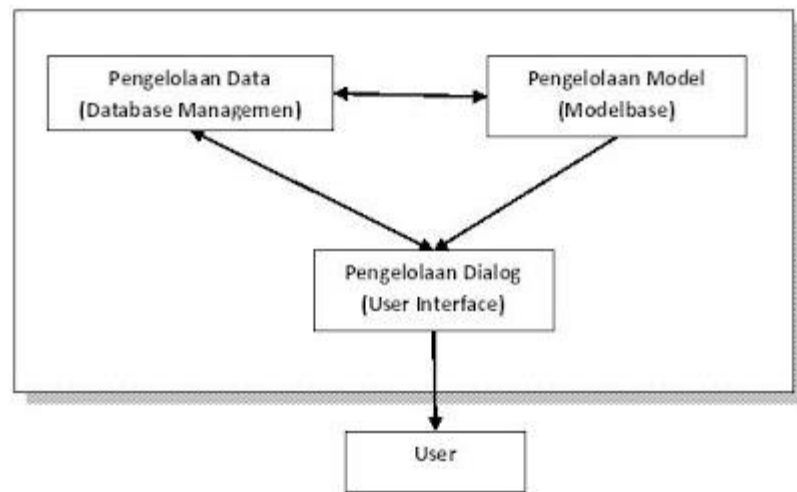 Pengelolaan Data
(Database Managemen)
Pengelolaan Model
(Modelbase)
Pengelolaan Dialog
(User Interface)
User